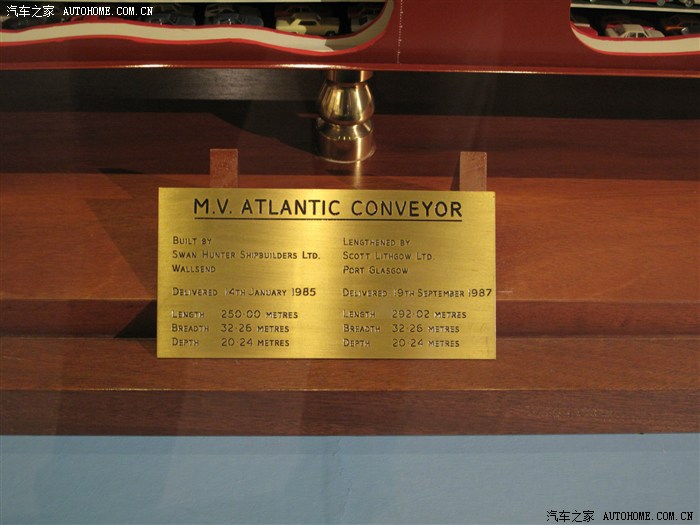 汽车之家 AUTOHOME.COM.CN
M.V. ATLANTIC CONVEYOR
BUILT BY
SWAN HUNTER SHIPBUILDERS LTD.
WALLSEND
DELIVERED 14TH JANUARY 1985
LENGTH 250·00 METRES
BREADTH 32·26 METRES
DEPTH 20·24 METRES
LENGTHENED BY
SCOTT LITHGOW LTD.
PORT GLASGOW
DELIVERED 19TH SEPTEMBER 1987
LENGTH 292·02 METRES
BREADTH 32·26 METRES
DEPTH 20·24 METRES
汽车之家 AUTOHOME.COM.CN